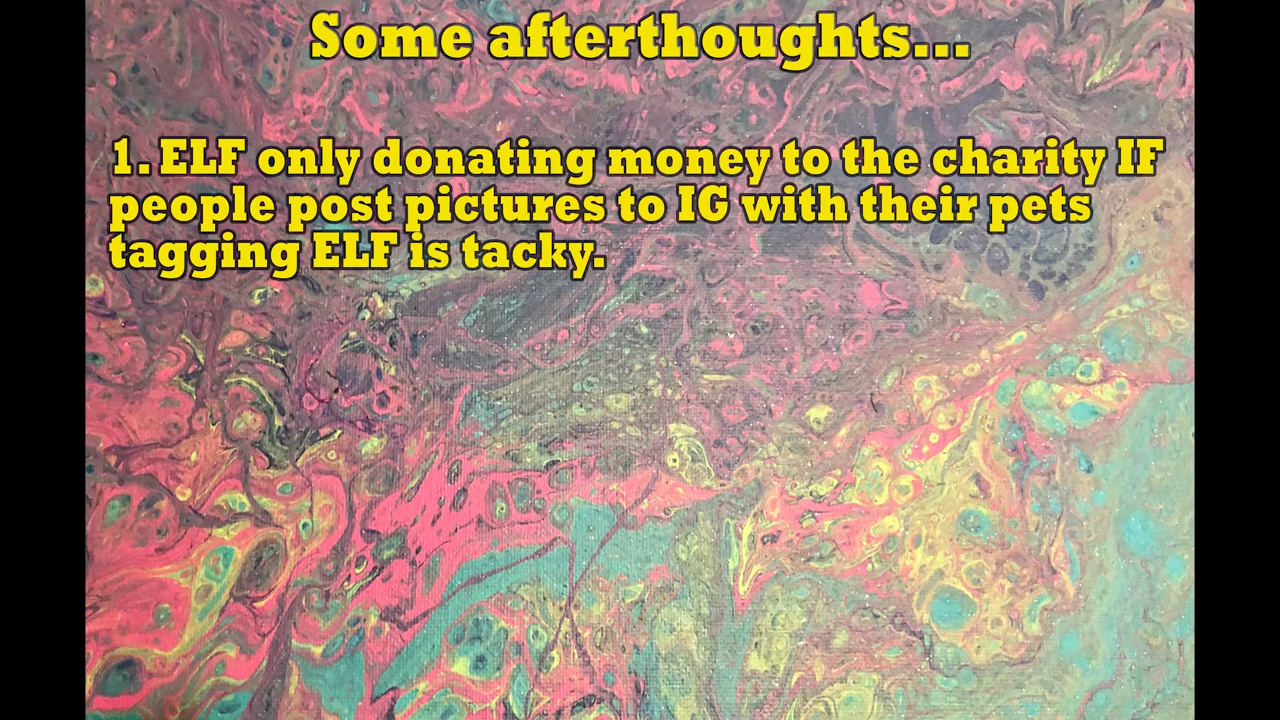 Some afterthoughts...
1. ELF only donating money to the charity IF
people post pictures to IG with their pets
tagging ELF is tacky.